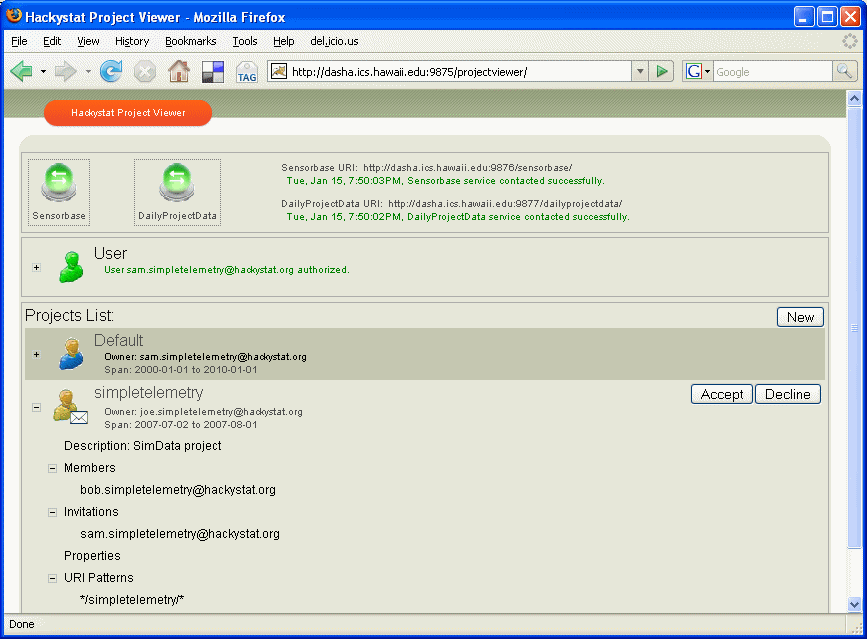 Hackystat Project Viewer - Mozilla Firefox
File Edit View History Bookmarks Tools Help del.icio.us
TAG http://dasha.ics.hawaii.edu:9875/projectviewer/ G Google
Hackystat Project Viewer
Sensorbase URI: http://dasha.ics.hawaii.edu:9876/sensorbase/
Tue, Jan 15, 7:50:03PM, Sensorbase service contacted successfully.
DailyProjectData URI: http://dasha.ics.hawaii.edu:9877/dailyprojectdata/
Tue, Jan 15, 7:50:02PM, DailyProjectData service contacted successfully.
Sensorbase DailyProjectData
User
User sam.simpletelemetry@hackystat.org authorized.
Projects List: New
Default
Owner: sam.simpletelemetry@hackystat.org
Span: 2000-01-01 to 2010-01-01
simpletelemetry Accept Decline
Owner: joe.simpletelemetry@hackystat.org
Span: 2007-07-02 to 2007-08-01
Description: SimData project
Members
bob.simpletelemetry@hackystat.org
Invitations
sam.simpletelemetry@hackystat.org
Properties
URI Patterns
*/simpletelemetry/*
Done